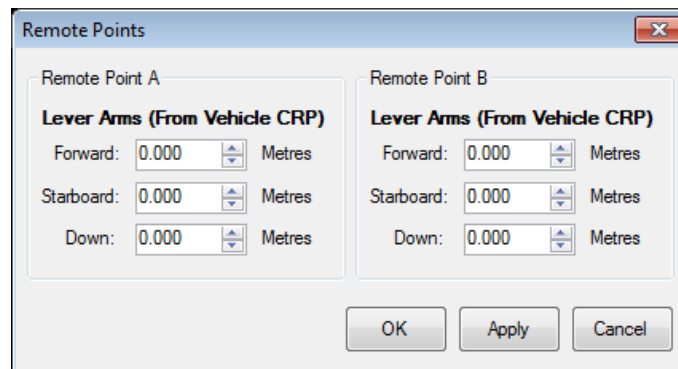 Remote Points
Remote Point A
Lever Arms (From Vehicle CRP)
Forward: 0.000 Metres
Starboard: 0.000 Metres
Down: 0.000 Metres
Remote Point B
Lever Arms (From Vehicle CRP)
Forward: 0.000 Metres
Starboard: 0.000 Metres
Down: 0.000 Metres
OK Apply Cancel